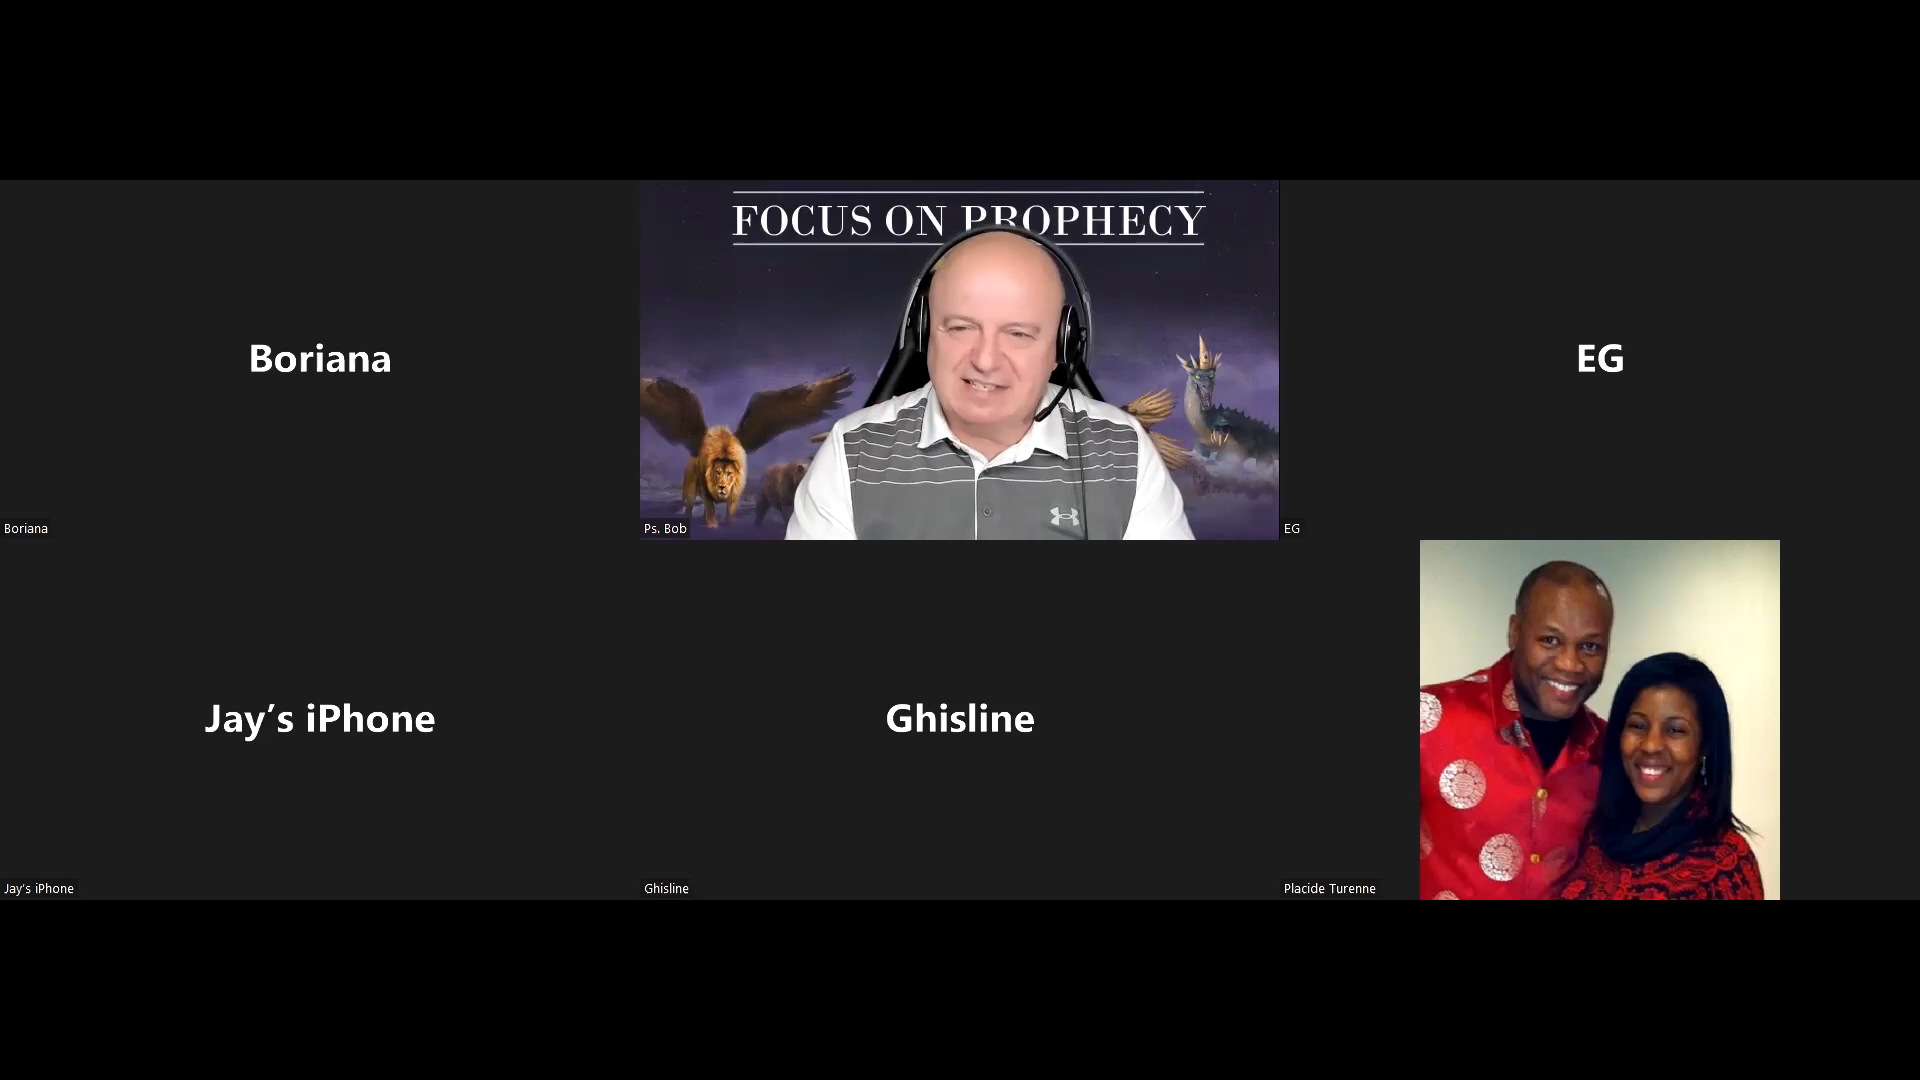 FOCUS ON PROPHECY
Boriana
EG
Boriana
Ps. Bob
EG
Jay’s iPhone
Ghisline
Jay's iPhone
Ghisline
Placide Turenne